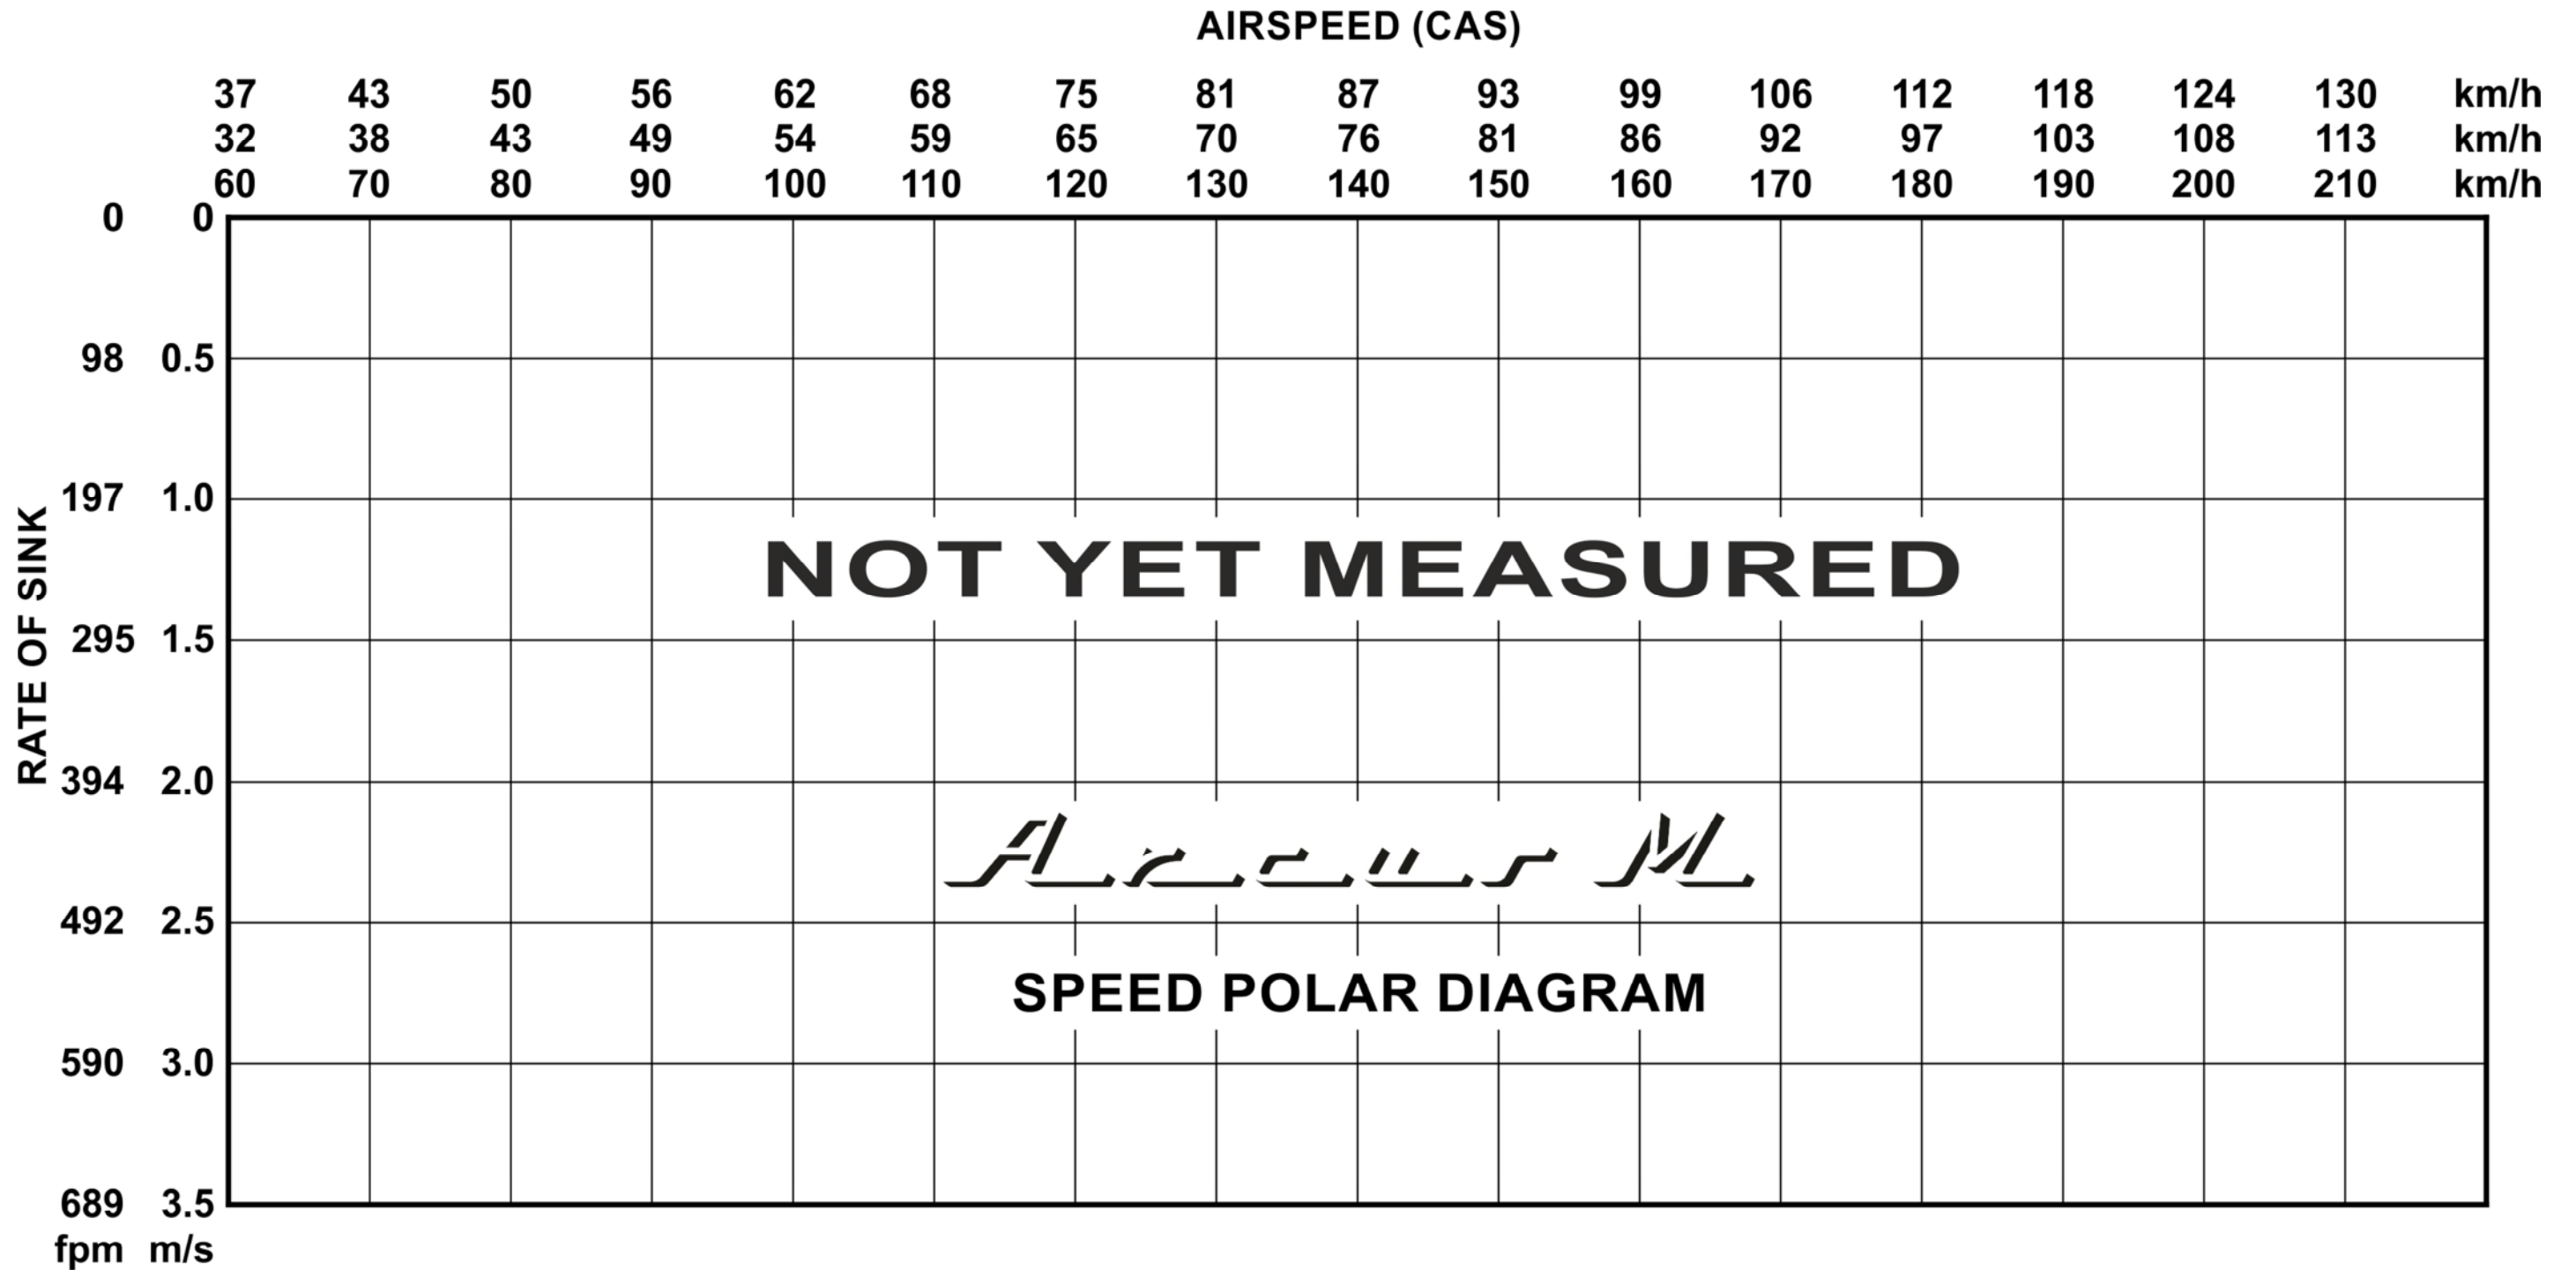 AIRSPEED (CAS)
37 43 50 56 62 68 75 81 87 93 99 106 112 118 124 130 km/h
32 38 43 49 54 59 65 70 76 81 86 92 97 103 108 113 km/h
60 70 80 90 100 110 120 130 140 150 160 170 180 190 200 210 km/h
0 0
98 0.5
197 1.0
NOT YET MEASURED
RATE OF SINK
295 1.5
394 2.0
Arcus M
492 2.5
SPEED POLAR DIAGRAM
590 3.0
689 3.5
fpm m/s